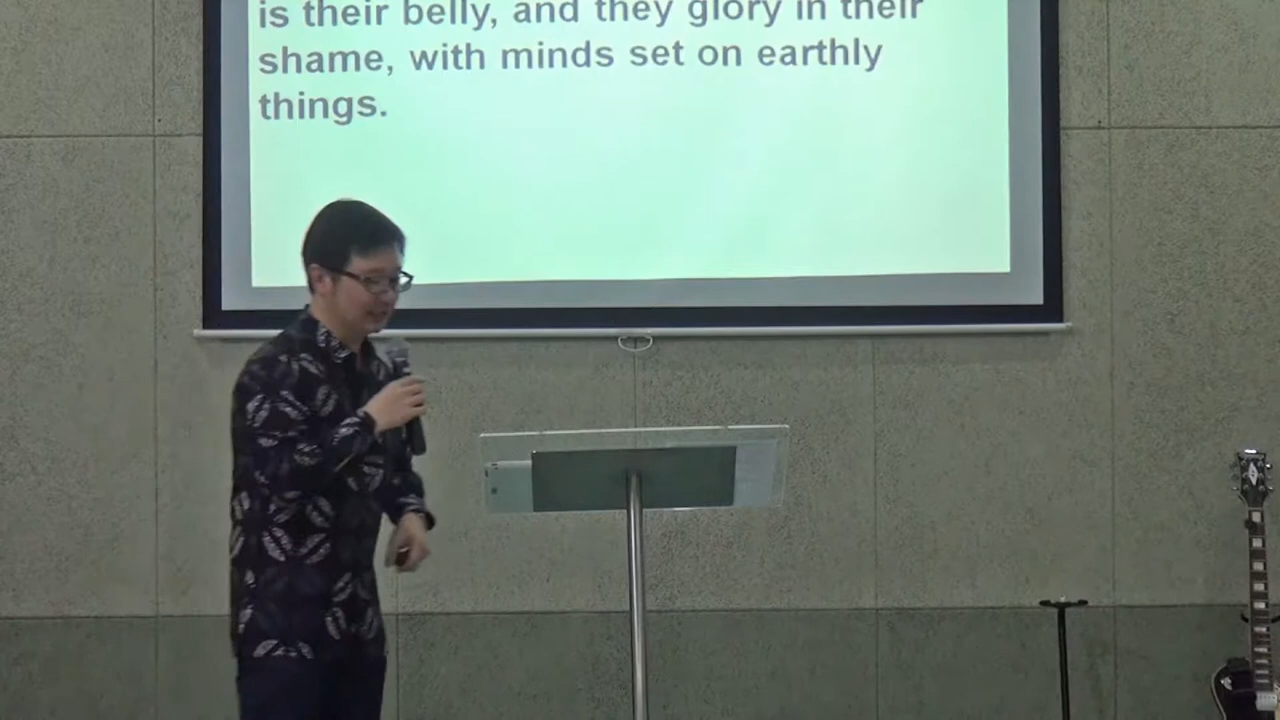 is their belly, and they glory in their
shame, with minds set on earthly
things.